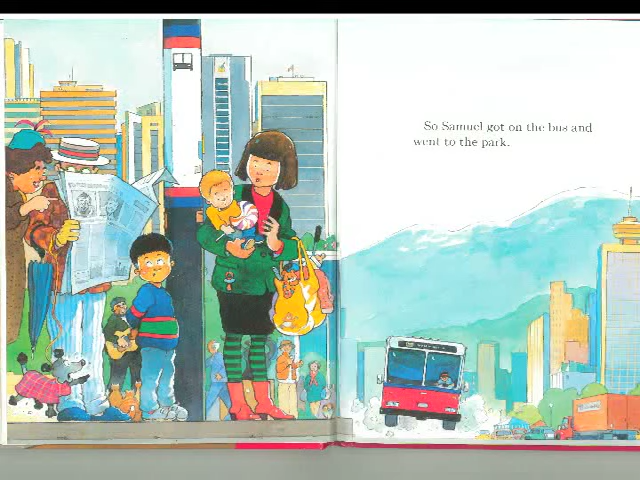 So Samuel got on the bus and
went to the park.